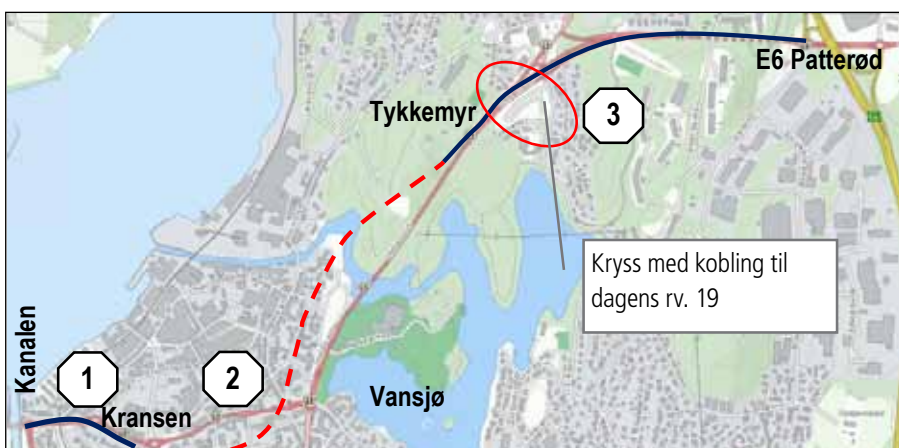 E6 Patterød
Tykkemyr
3
Kryss med kobling til
dagens rv. 19
Kanalen
1
2
Kransen
Vansjø